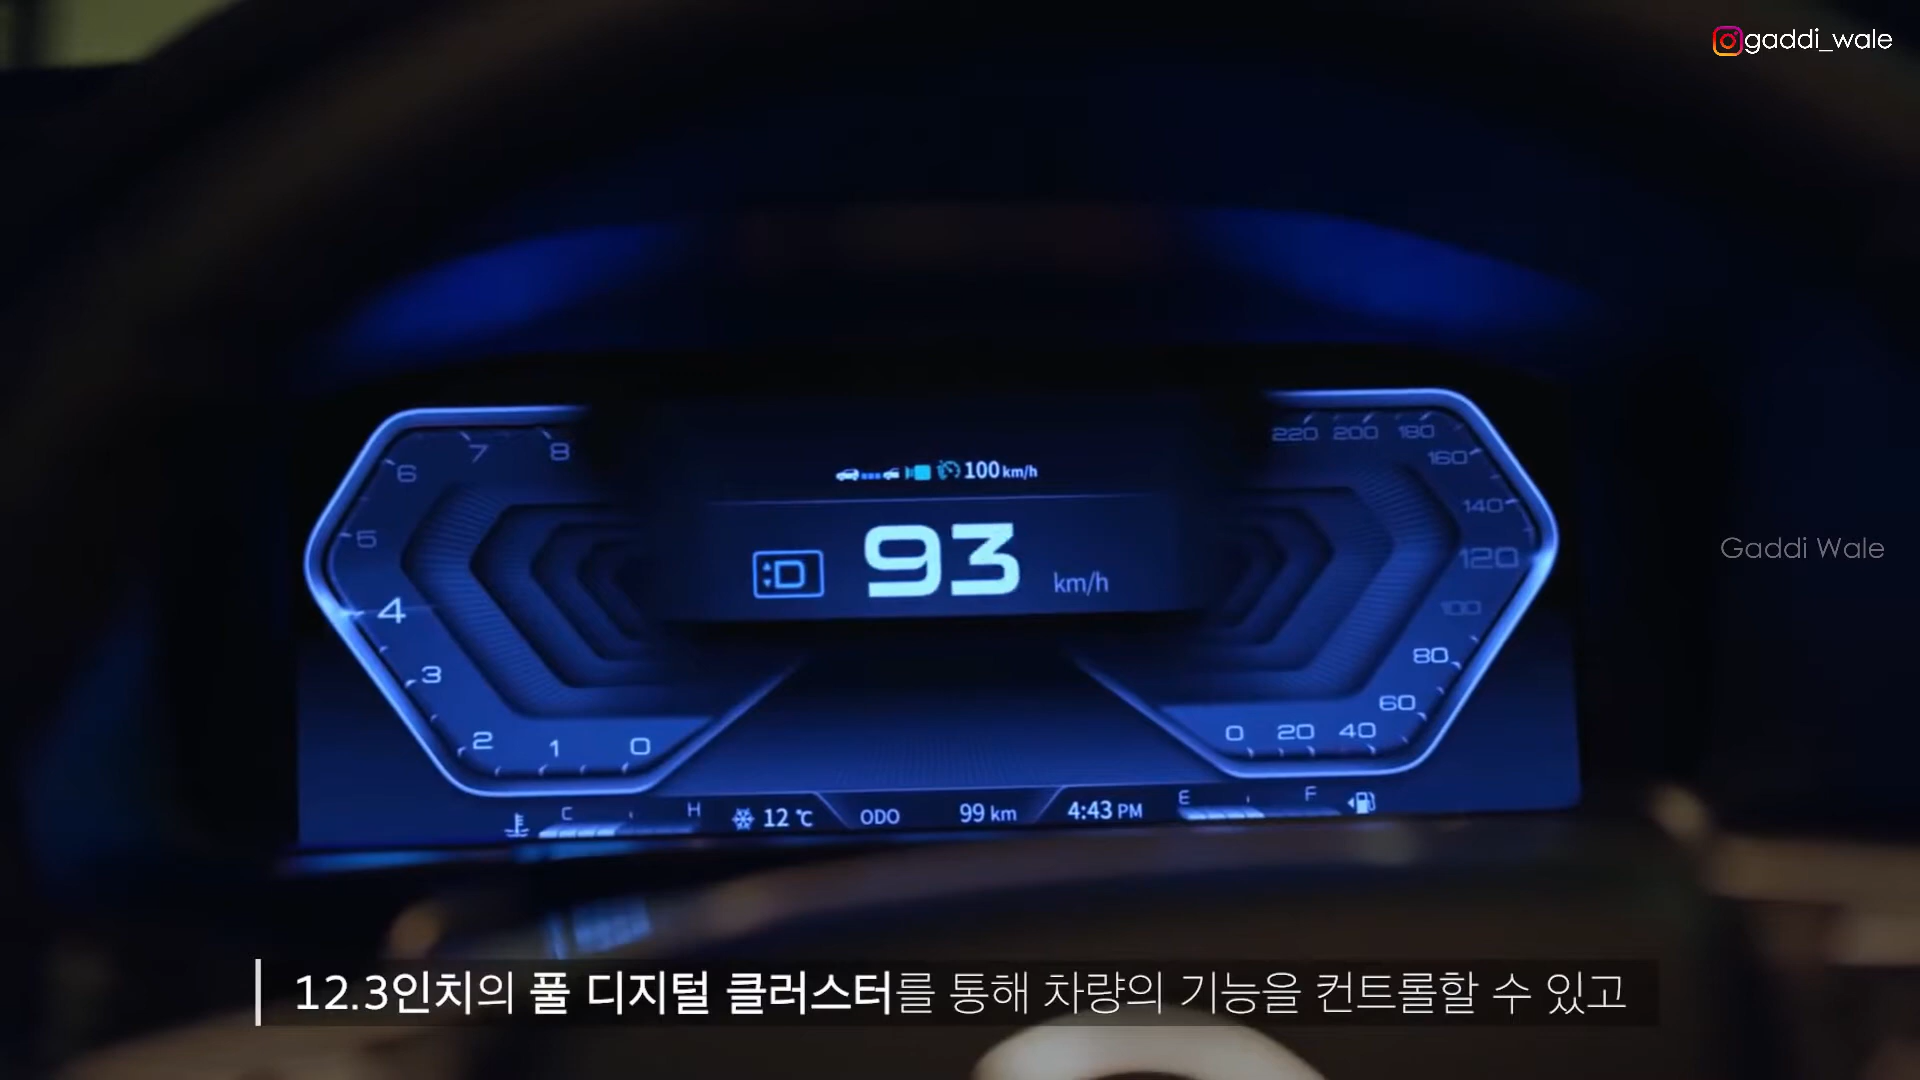 gaddi_wale
7
8
6
5
4
3
2
1
0
100 km/h
D
93
km/h
220
200
180
160
140
120
100
80
60
40
20
0
C
H
12 ℃
ODO
99 km
4:43 PM
E
F
Gaddi Wale
12.3인치의 풀 디지털 클러스터를 통해 차량의 기능을 컨트롤할 수 있고